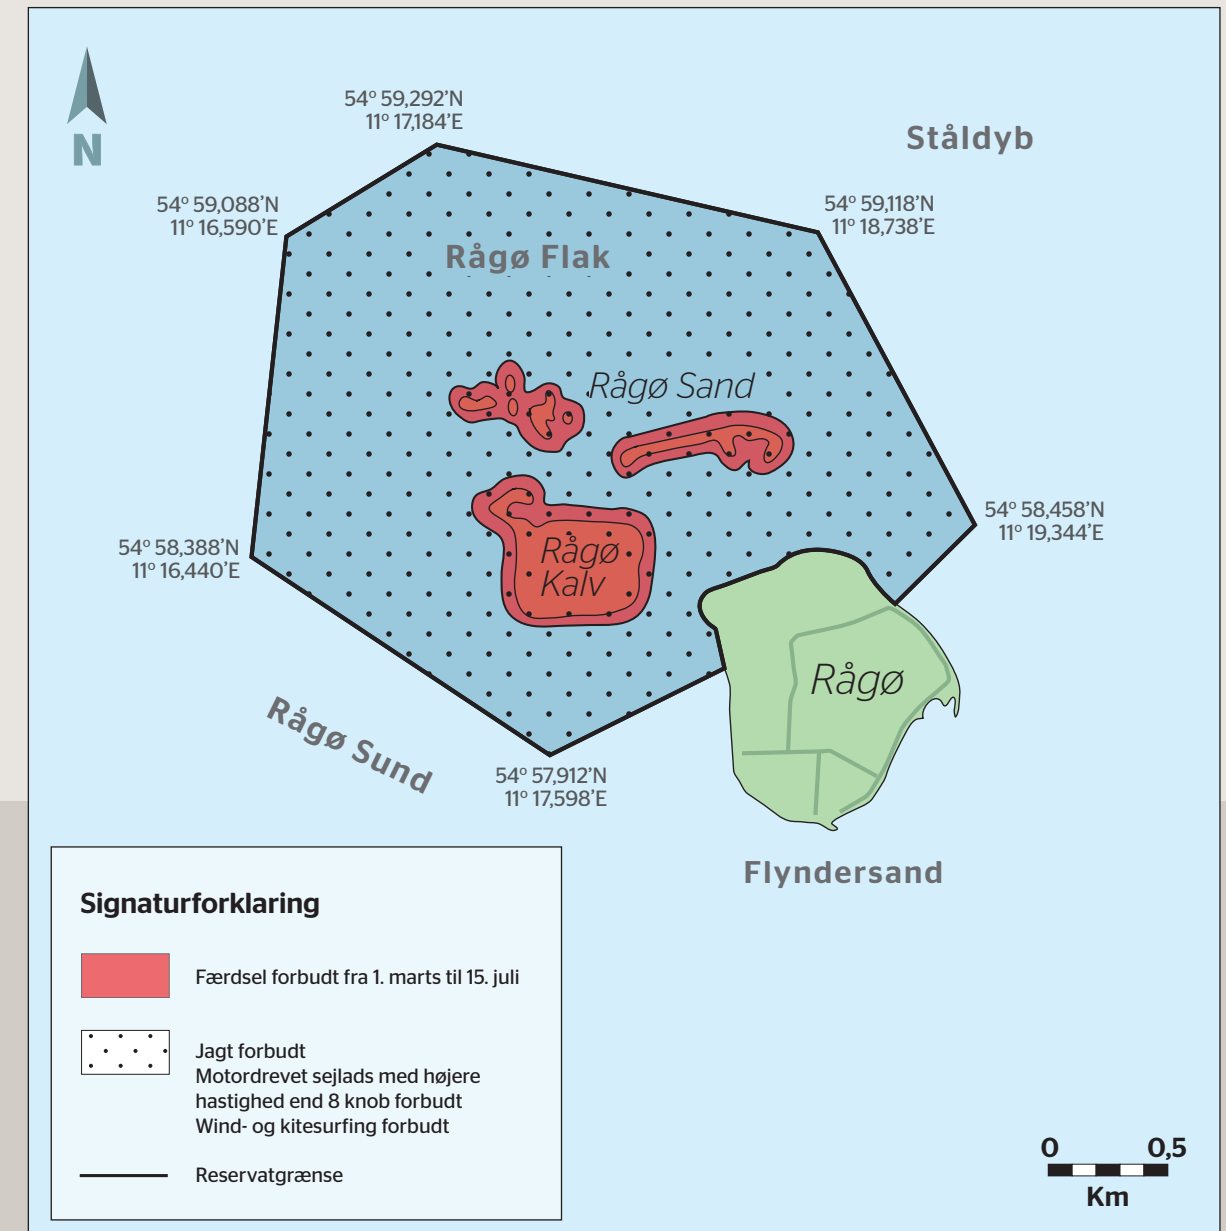 54° 59,292'N
11° 17,184'E
Ståldyb
N
54° 59,088'N
11° 16,590'E
54° 59,118'N
11° 18,738'E
Rågø Flak
Rågø Sand
54° 58,458'N
11° 19,344'E
54° 58,388'N
11° 16,440'E
Rågø
Kalv
Rågø
Rågø Sund
54° 57,912'N
11° 17,598'E
Flyndersand
Signaturforklaring
Færdsel forbudt fra 1. marts til 15. juli
Jagt forbudt
Motordrevet sejlads med højere
hastighed end 8 knob forbudt
Wind- og kitesurfing forbudt
Reservatgrænse
0 0,5
Km